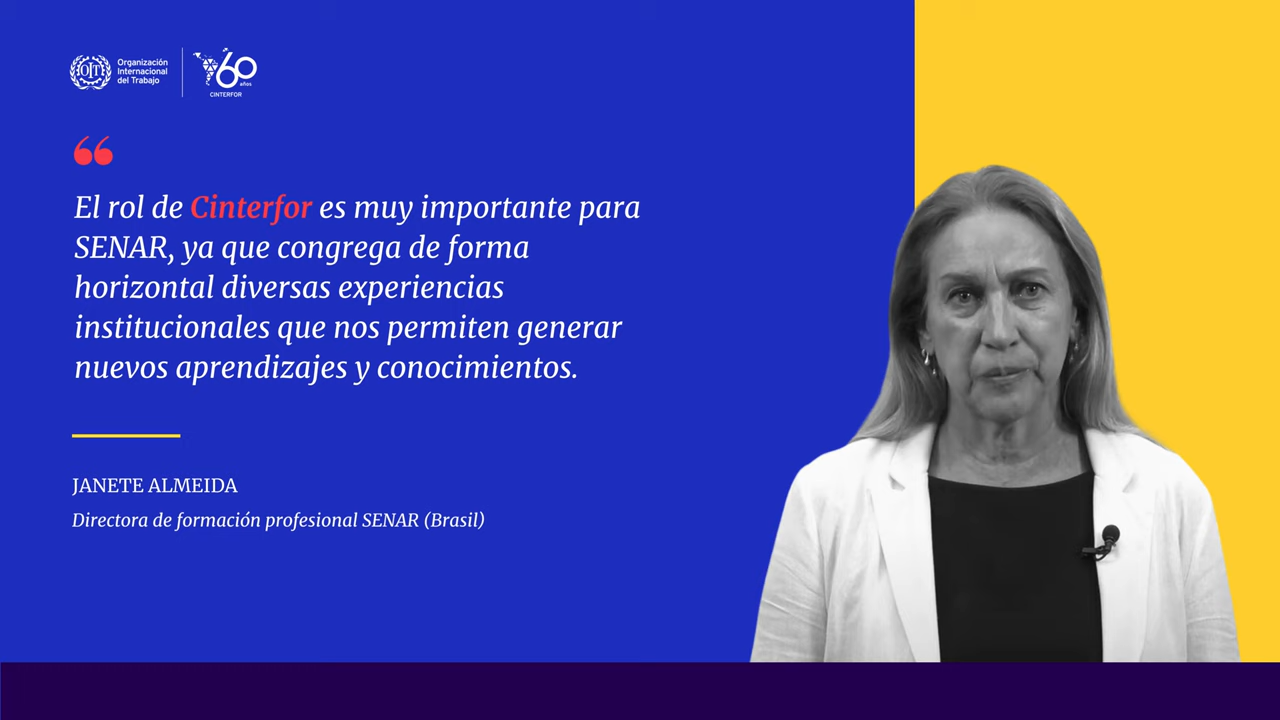 OIT
Organización
Internacional
del Trabajo
60
años
CINTERFOR
“
El rol de Cinterfor es muy importante para
SENAR, ya que congrega de forma
horizontal diversas experiencias
institucionales que nos permiten generar
nuevos aprendizajes y conocimientos.
JANETE ALMEIDA
Directora de formación profesional SENAR (Brasil)